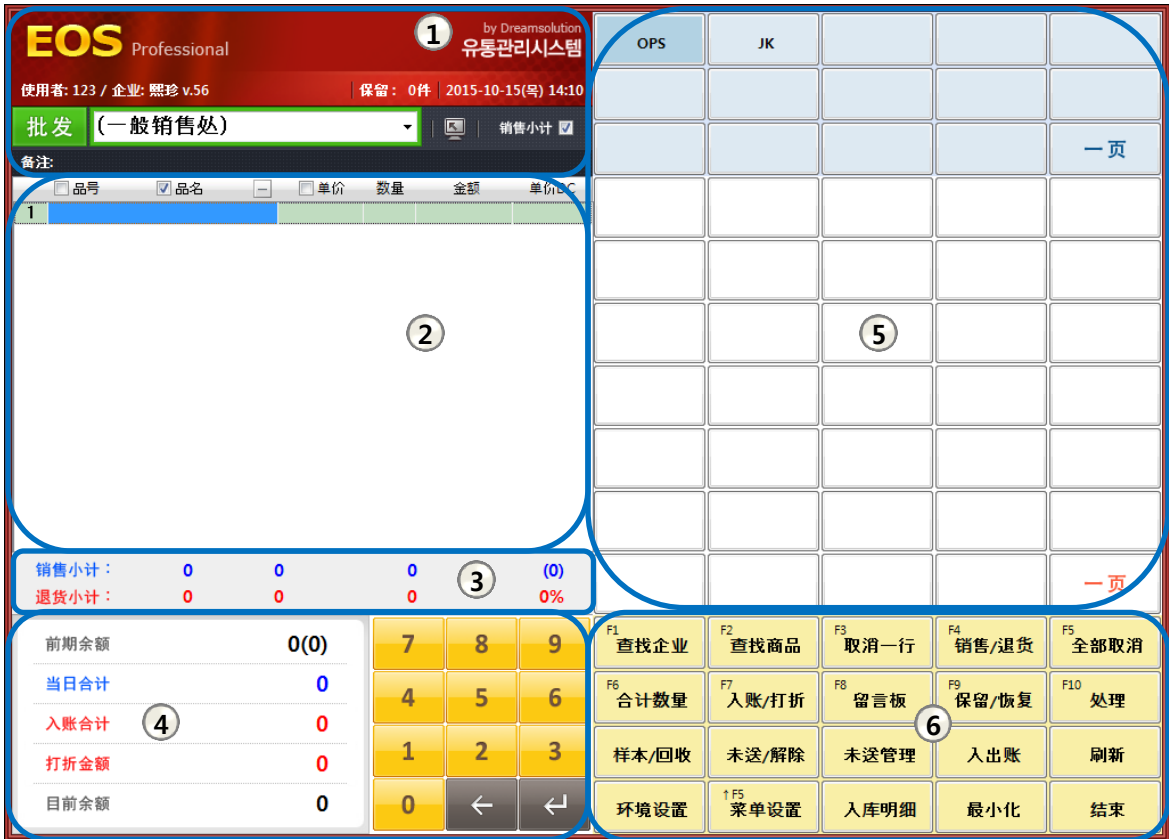 EOS Professional
1
by Dreamsolution
유통관리시스템
使用者: 123 / 企业: 熙珍 v.56
保留: 0件
2015-10-15(목) 14:10
批发
(一般销售处)
销售小计
备注:
品号 品名 单价 数量 金额 单价DC
1
2
销售小计: 0 0 0 (0)
退货小计: 0 0 0 0%
3
前期余额 0(0)
当日合计 0
入账合计 0
打折金额 0
目前余额 0
4
7 8 9
4 5 6
1 2 3
0 ← ↵
OPS JK
一页
5
一页
F1 查找企业
F2 查找商品
F3 取消一行
F4 销售/退货
F5 全部取消
F6 合计数量
F7 入账/打折
F8 留言板
F9 保留/恢复
F10 处理
6
样本/回收
未送/解除
未送管理
入出账
刷新
环境设置
↑F5 菜单设置
入库明细
最小化
结束